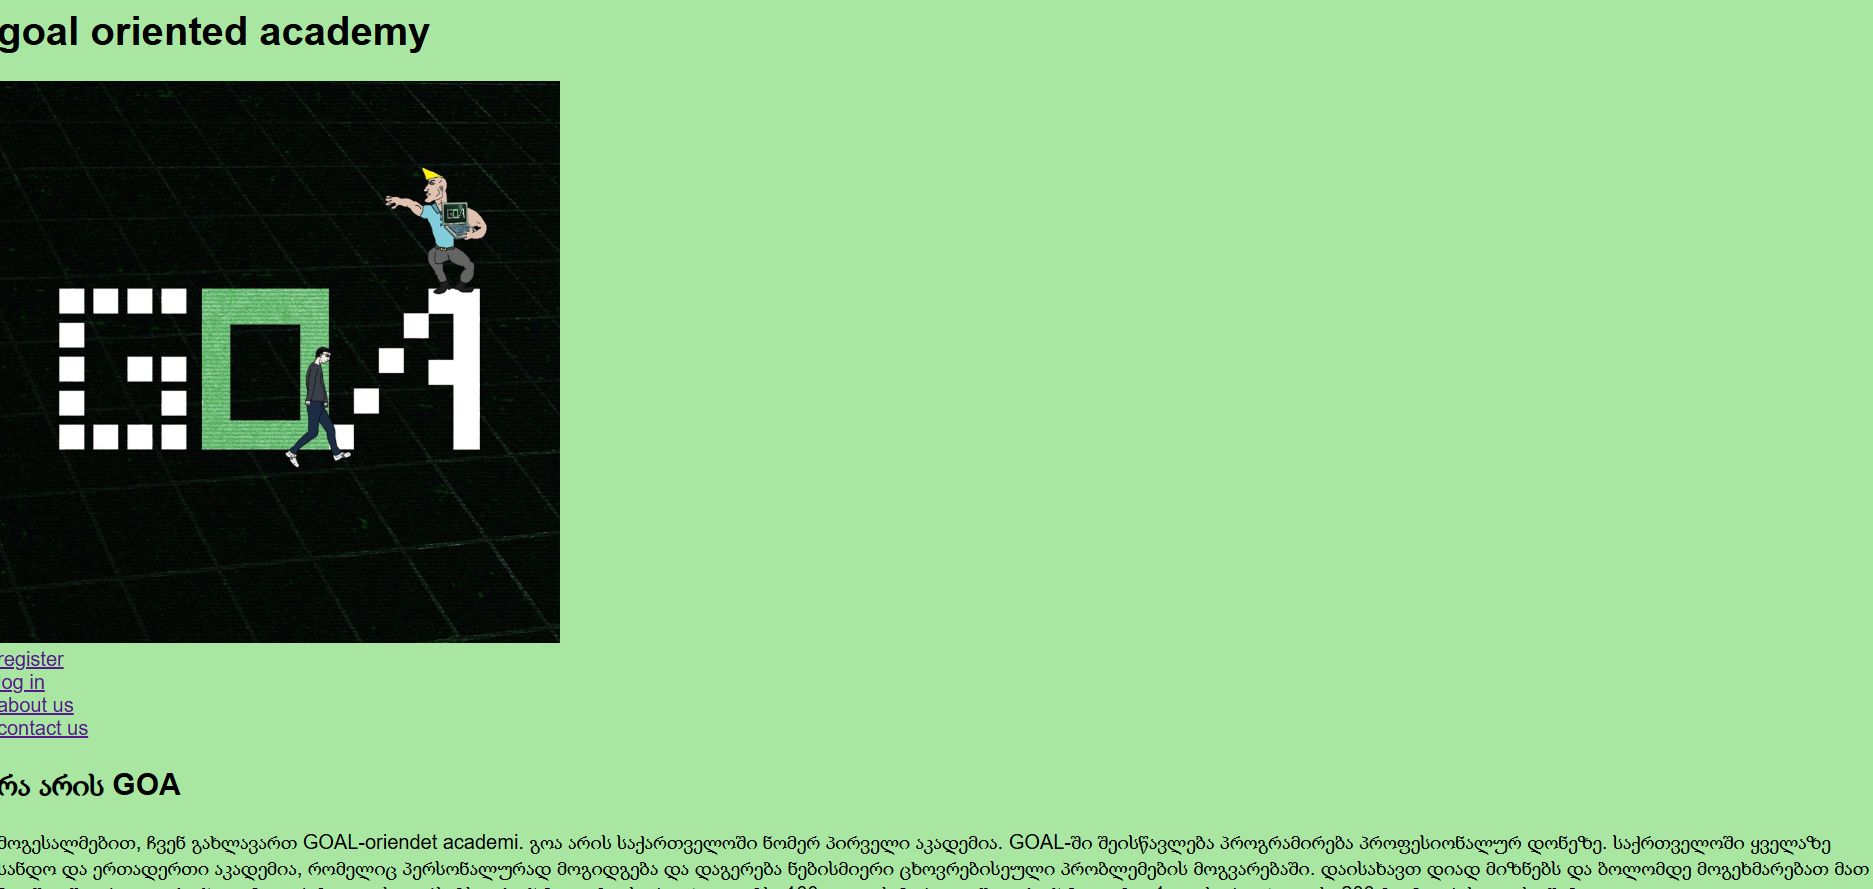 goal oriented academy
GOA
GOA
register
log in
about us
contact us
რა არის GOA
მოგესალმებით, ჩვენ გახლავართ GOAL-oriendet academi. გოა არის საქართველოში ნომერ პირველი აკადემია. GOAL-ში შეისწავლება პროგრამირება პროფესიონალურ დონეზე. საქრთველოში ყველაზე
სანდო და ერთადერთი აკადემია, რომელიც პერსონალურად მოგიდგება და დაგერება ნებისმიერი ცხოვრებისეული პრობლემების მოგვარებაში. დაისახავთ დიად მიზნებს და ბოლომდე მოგეხმარებათ მათ